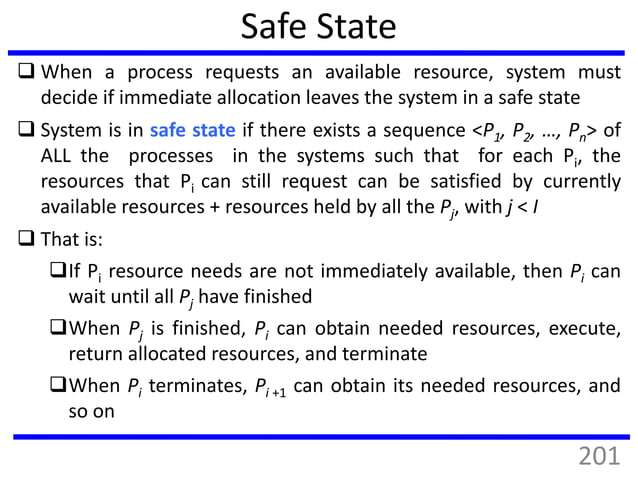 Safe State
❑ When a process requests an available resource, system must
decide if immediate allocation leaves the system in a safe state
❑ System is in safe state if there exists a sequence <P1, P2, …, Pn> of
ALL the processes in the systems such that for each Pi, the
resources that Pi can still request can be satisfied by currently
available resources + resources held by all the Pj, with j < I
❑ That is:
❑If Pi resource needs are not immediately available, then Pi can
wait until all Pj have finished
❑When Pj is finished, Pi can obtain needed resources, execute,
return allocated resources, and terminate
❑When Pi terminates, Pi +1 can obtain its needed resources, and
so on
201